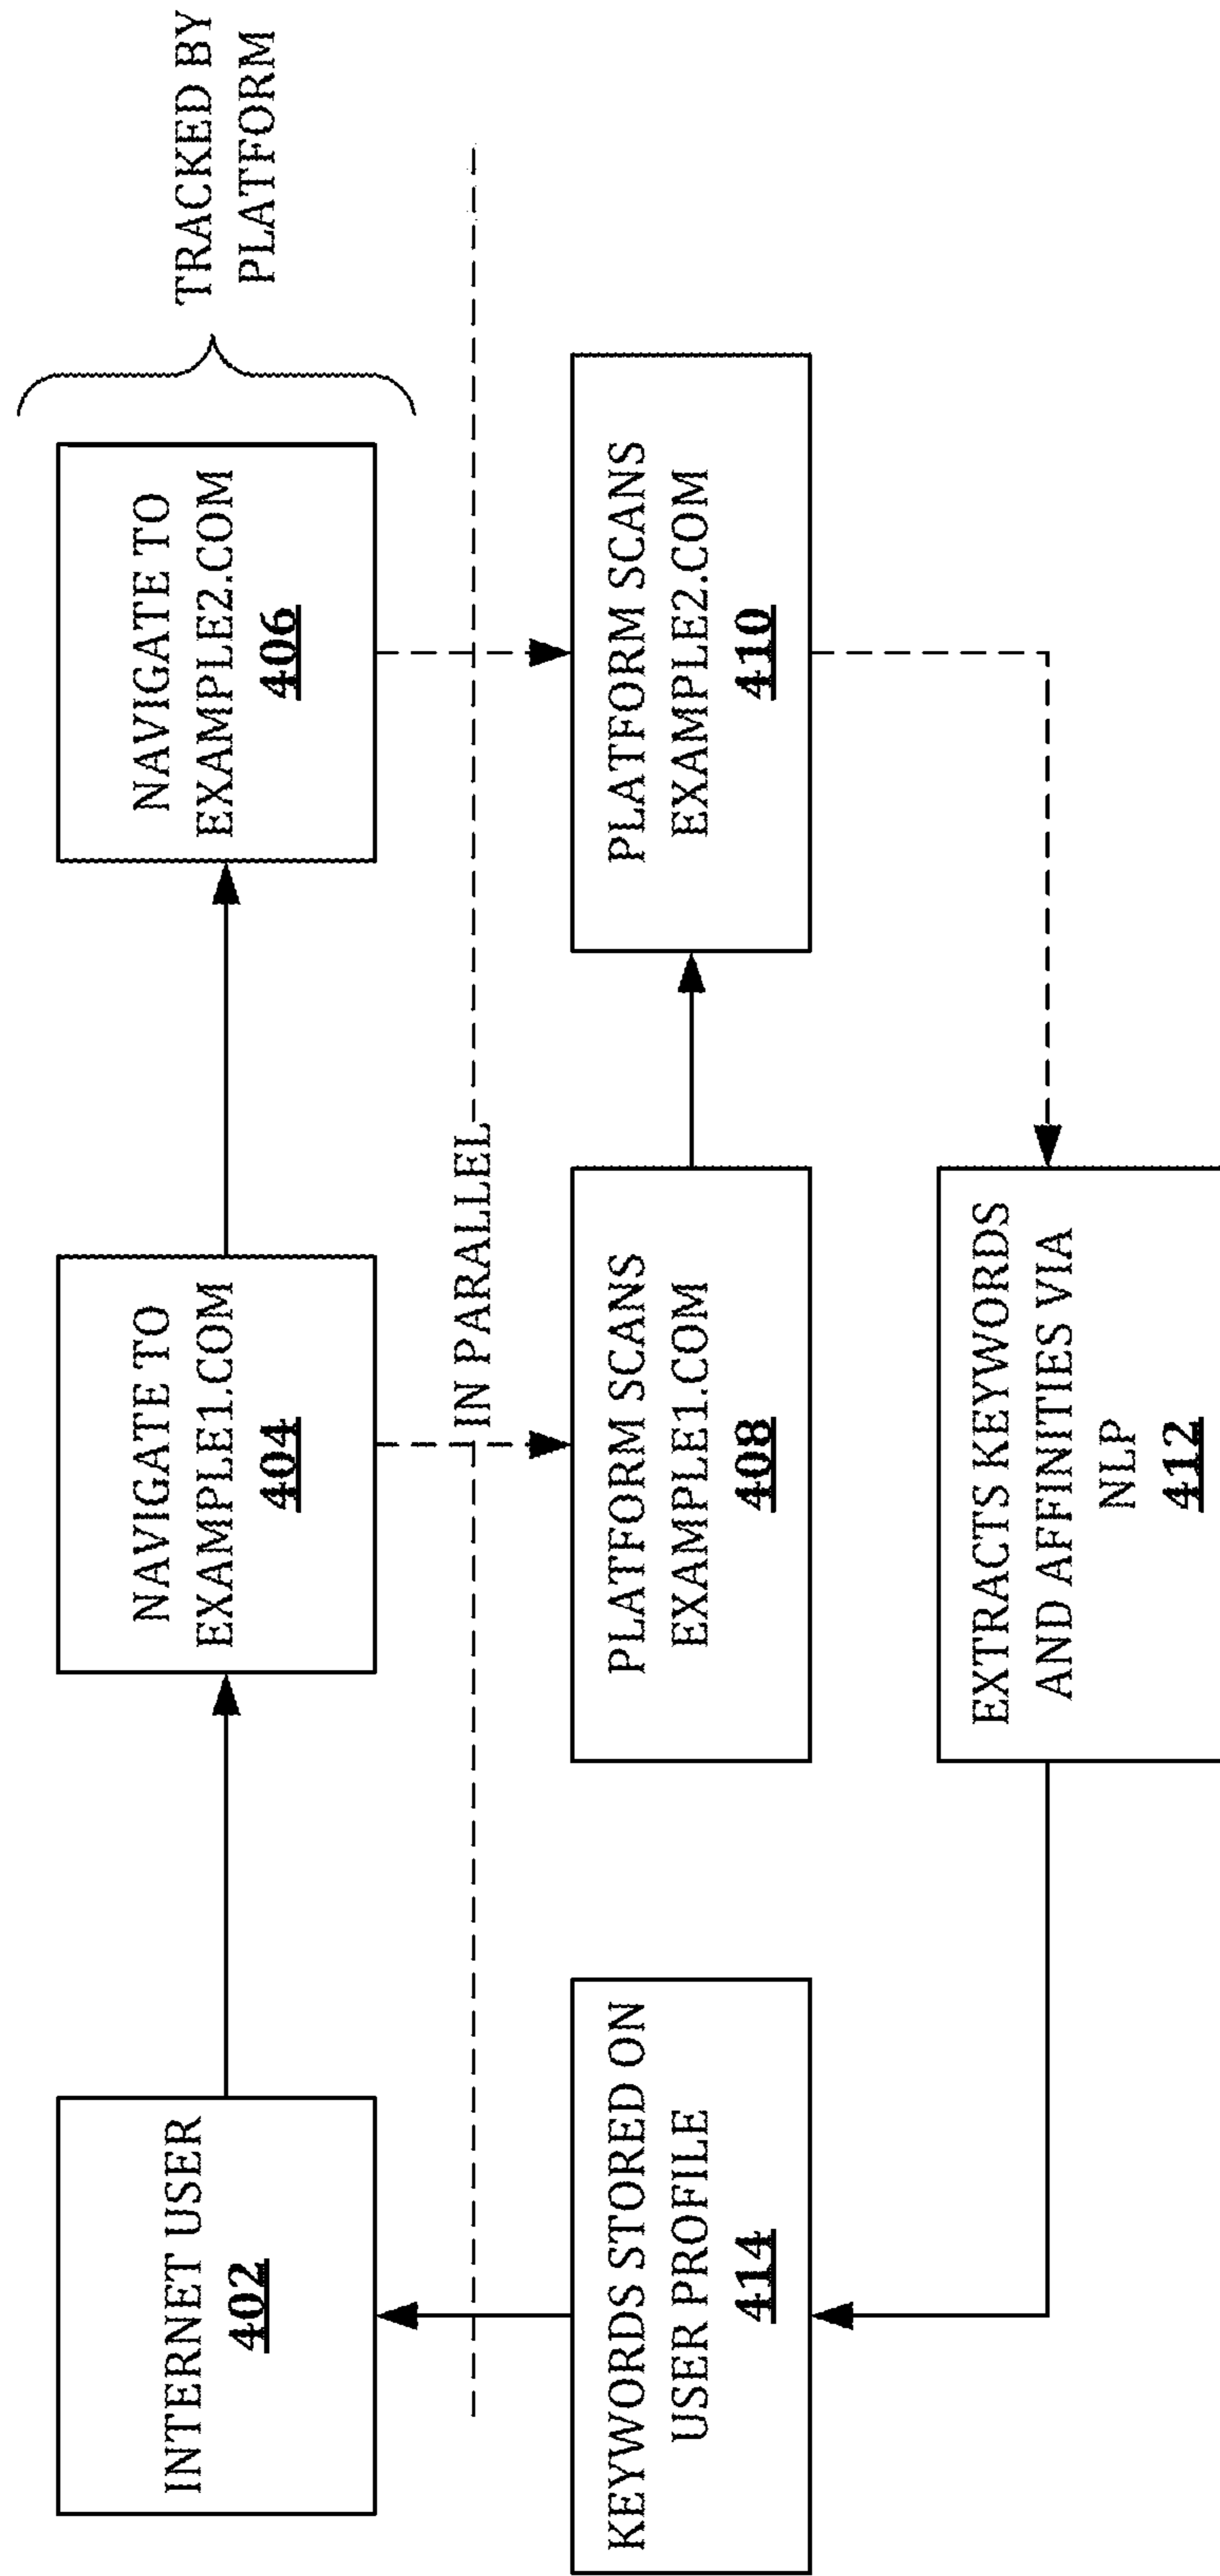 INTERNET USER
402
NAVIGATE TO
EXAMPLE1.COM
404
NAVIGATE TO
EXAMPLE2.COM
406
TRACKED BY
PLATFORM
IN PARALLEL
KEYWORDS STORED ON
USER PROFILE
414
PLATFORM SCANS
EXAMPLE1.COM
408
PLATFORM SCANS
EXAMPLE2.COM
410
EXTRACTS KEYWORDS
AND AFFINITIES VIA
NLP
412